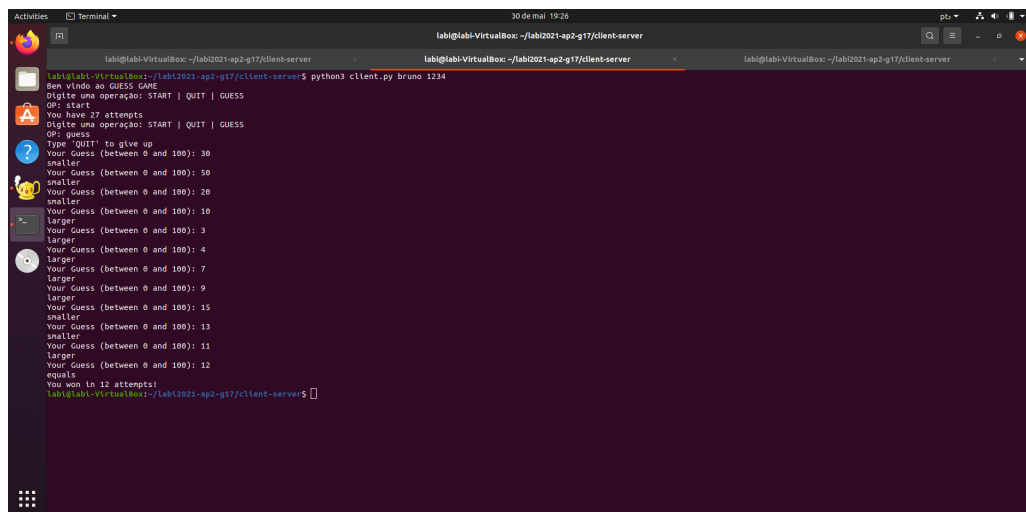 Activities Terminal 30 de mai 19:26 pt₂
labi@labi-VirtualBox: ~/labi2021-ap2-g17/client-server
labi@labi-VirtualBox: ~/labi2021-ap2-g17/client-server × labi@labi-VirtualBox: ~/labi2021-ap2-g17/client-server × labi@labi-VirtualBox: ~/labi2021-ap2-g17/client-server ×
labi@labi-VirtualBox:~/labi2021-ap2-g17/client-server$ python3 client.py bruno 1234
Bem vindo ao GUESS GAME
Digite uma operação: START | QUIT | GUESS
OP: start
You have 27 attempts
Digite uma operação: START | QUIT | GUESS
OP: guess
Type 'QUIT' to give up
Your Guess (between 0 and 100): 30
smaller
Your Guess (between 0 and 100): 50
smaller
Your Guess (between 0 and 100): 20
smaller
Your Guess (between 0 and 100): 10
larger
Your Guess (between 0 and 100): 3
larger
Your Guess (between 0 and 100): 4
larger
Your Guess (between 0 and 100): 7
larger
Your Guess (between 0 and 100): 9
larger
Your Guess (between 0 and 100): 15
smaller
Your Guess (between 0 and 100): 13
smaller
Your Guess (between 0 and 100): 11
larger
Your Guess (between 0 and 100): 12
equals
You won in 12 attempts!
labi@labi-VirtualBox:~/labi2021-ap2-g17/client-server$